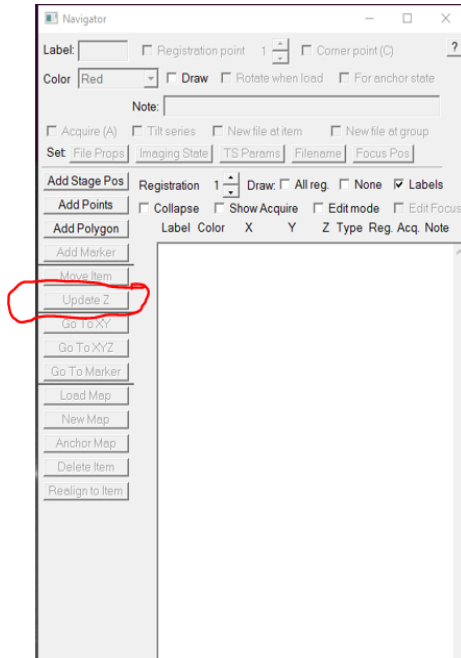 Navigator
Label: Registration point 1 Corner point (C) ?
Color Red Draw Rotate when load For anchor state
Note:
Acquire (A) Tilt series New file at item New file at group
Set: File Props Imaging State TS Params Filename Focus Pos
Add Stage Pos Registration 1 Draw: All reg. None Labels
Add Points Collapse Show Acquire Edit mode Edit Focus
Add Polygon Label Color X Y Z Type Reg. Acq. Note
Add Marker
Move Item
Update Z
Go To XY
Go To XYZ
Go To Marker
Load Map
New Map
Anchor Map
Delete Item
Realign to Item